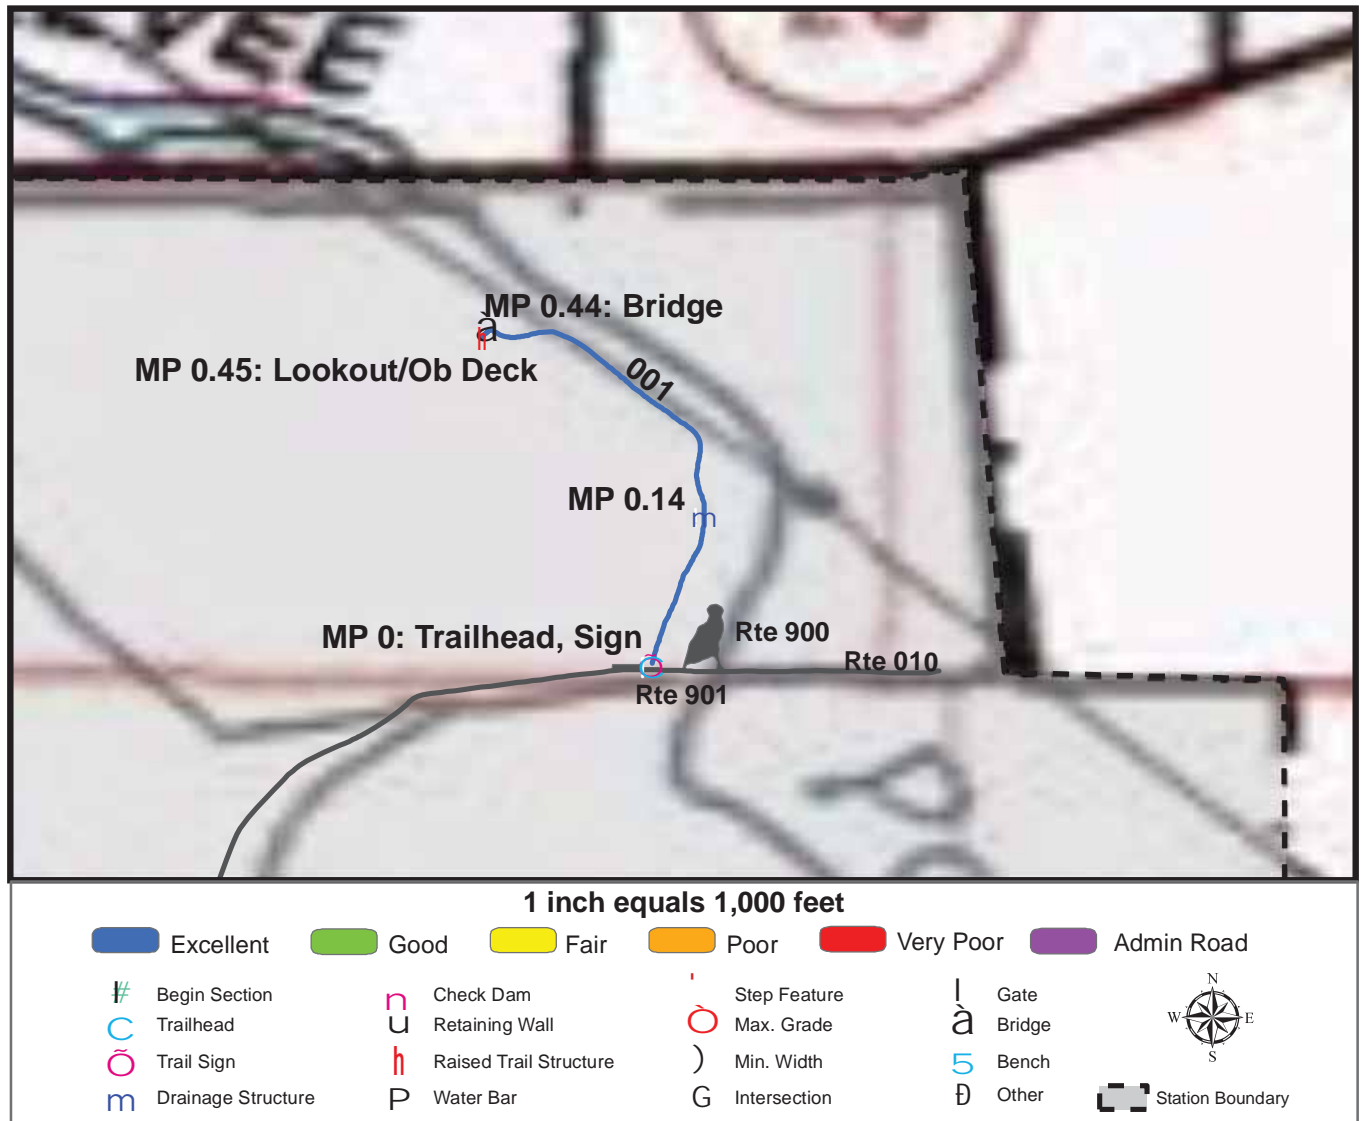 VEE
MP 0.44: Bridge
à
MP 0.45: Lookout/Ob Deck
001
MP 0.14
m
MP 0: Trailhead, Sign
Rte 900
Rte 010
Rte 901
1 inch equals 1,000 feet
Excellent Good Fair Poor Very Poor Admin Road
Begin Section n Check Dam ' Step Feature Gate N
C Trailhead u Retaining Wall Ò Max. Grade à Bridge W E
Õ Trail Sign h Raised Trail Structure ) Min. Width 5 Bench S
m Drainage Structure P Water Bar G Intersection Ð Other Station Boundary